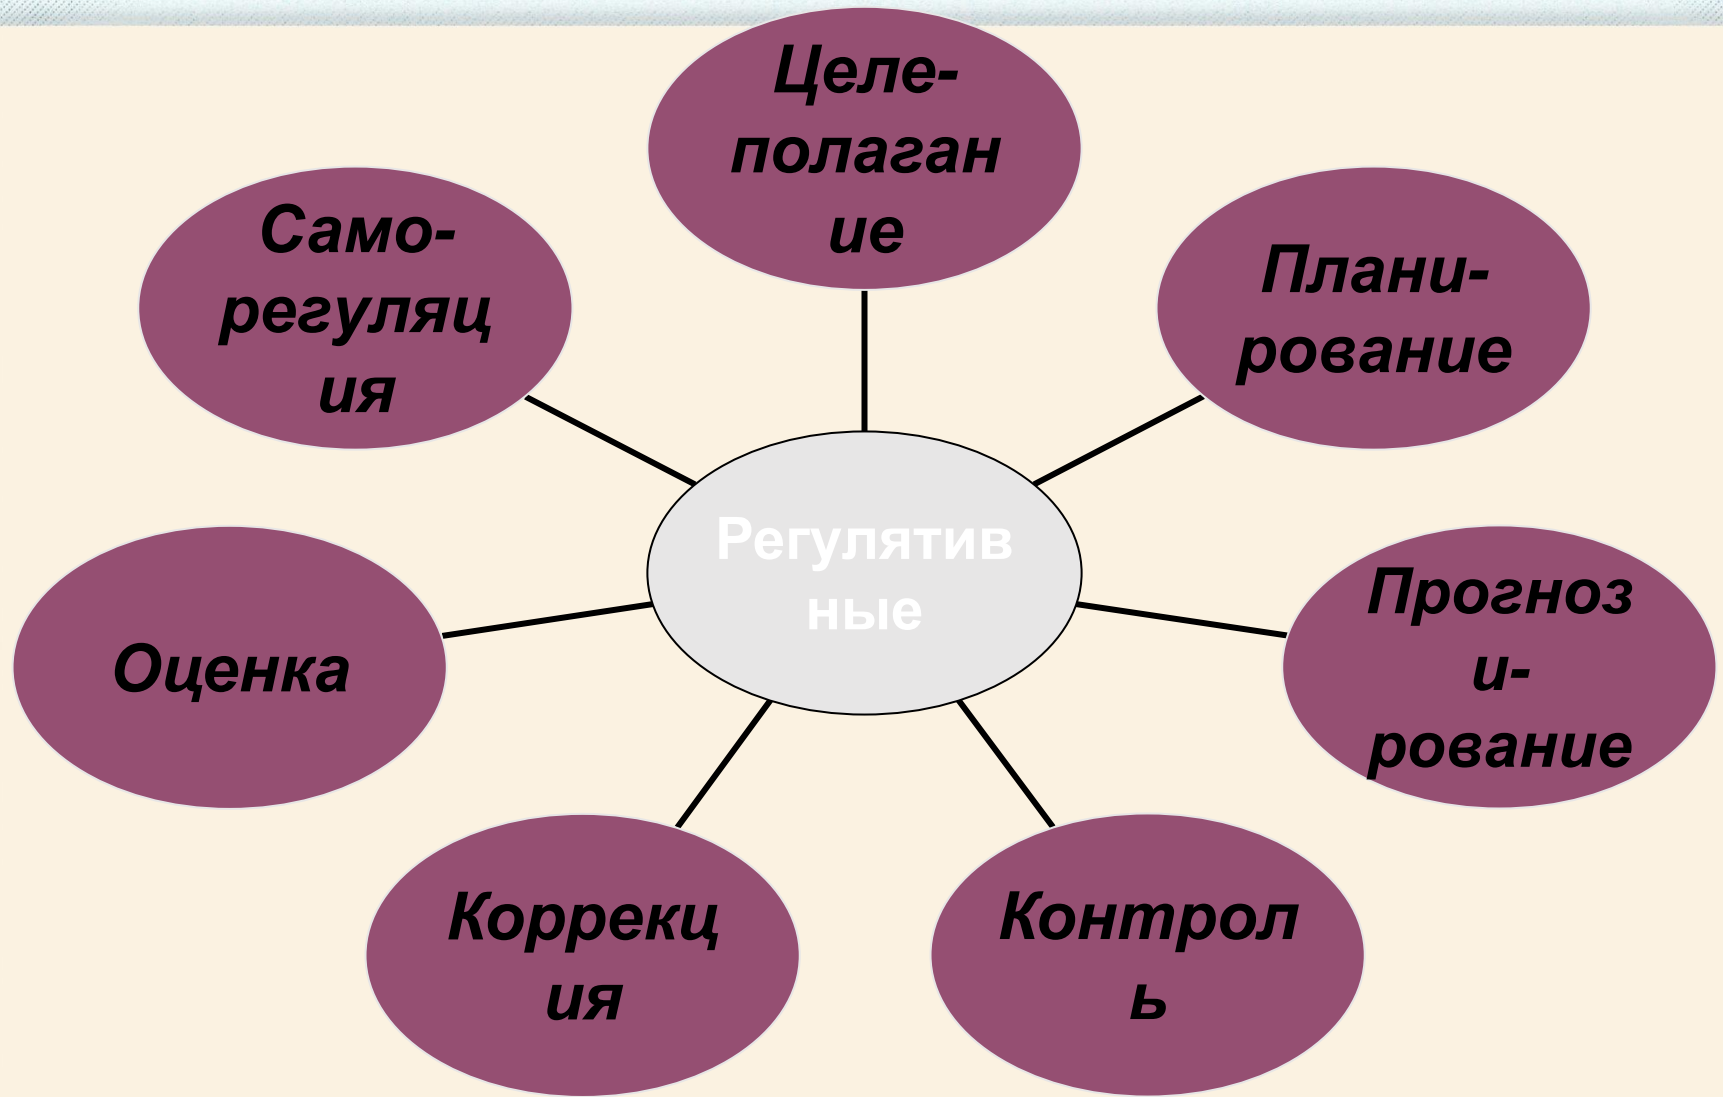 Целе-
полаган
ие
Плани-
рование
Прогноз
и-
рование
Контрол
ь
Коррекц
ия
Оценка
Само-
регуляц
ия
Регулятив
ные